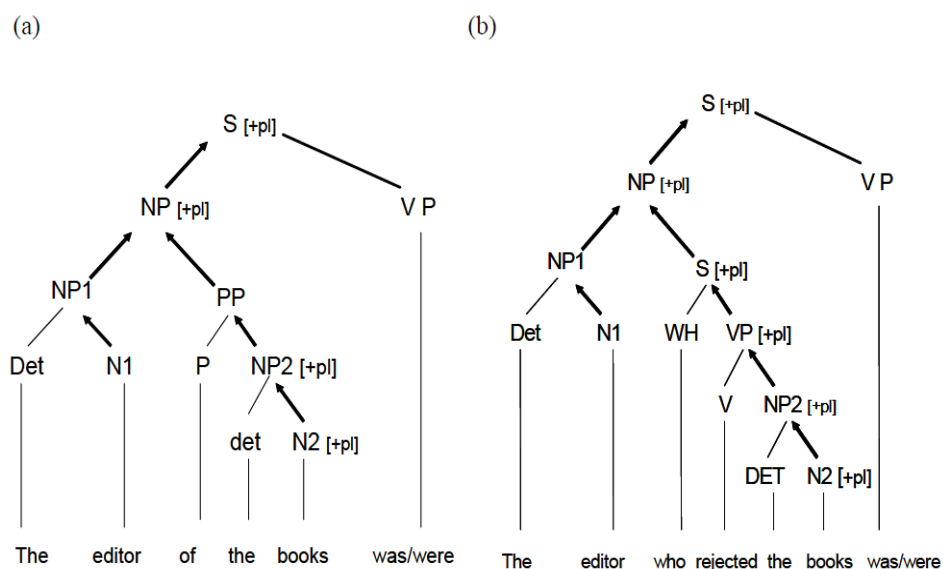 (a)
S [+pl]
NP [+pl] V P
NP1 PP
Det N1 P NP2 [+pl]
det N2 [+pl]
The editor of the books was/were
(b)
S [+pl]
NP [+pl] V P
NP1 S [+pl]
Det N1 WH VP [+pl]
V NP2 [+pl]
DET N2 [+pl]
The editor who rejected the books was/were